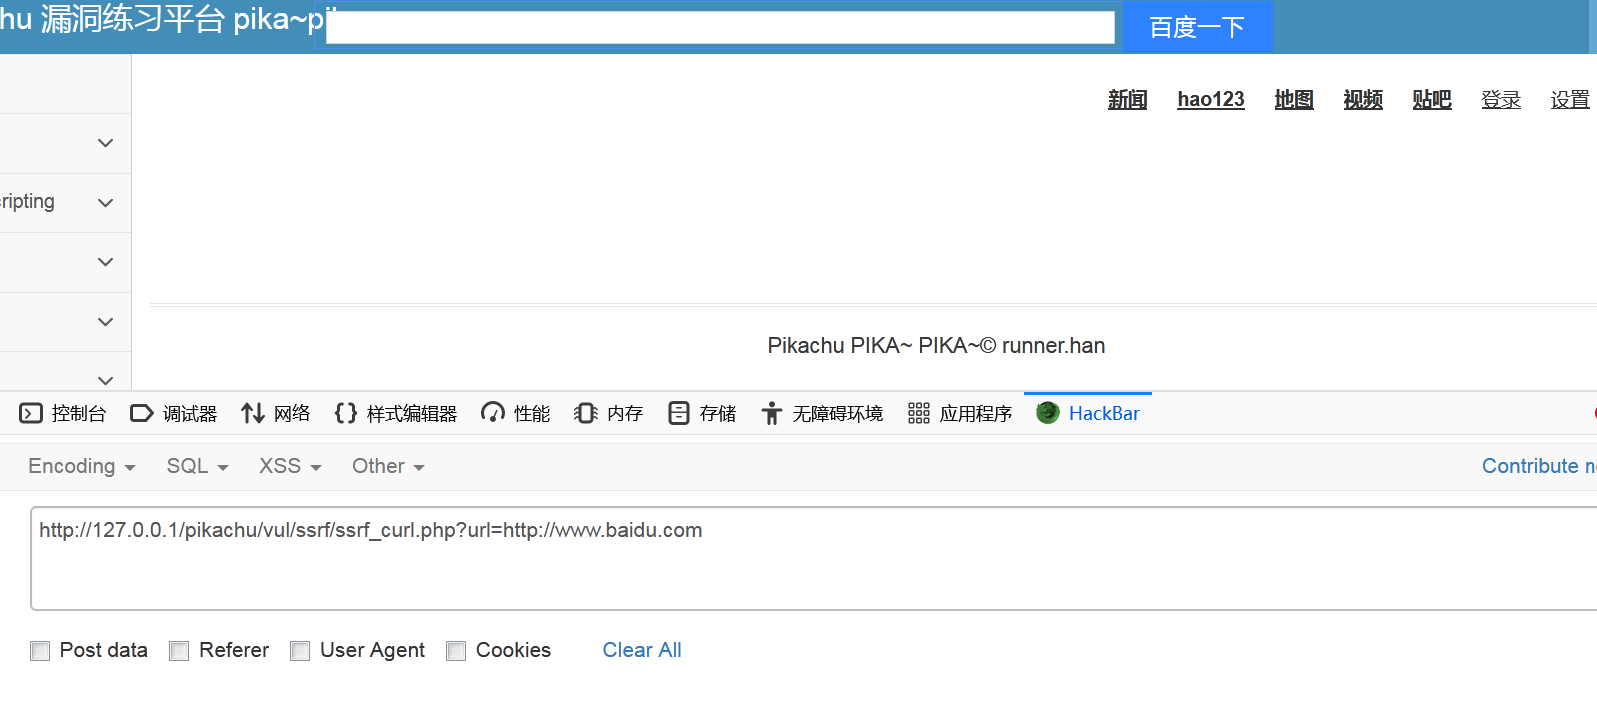 hu 漏洞练习平台 pika~pi
百度一下
新闻 hao123 地图 视频 贴吧 登录 设置
ripting
Pikachu PIKA~ PIKA~© runner.han
控制台 调试器 网络 样式编辑器 性能 内存 存储 无障碍环境 应用程序 HackBar
Encoding SQL XSS Other Contribute
http://127.0.0.1/pikachu/vul/ssrf/ssrf_curl.php?url=http://www.baidu.com
Post data Referer User Agent Cookies Clear All